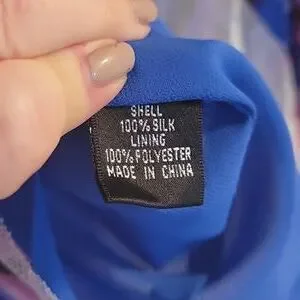 SHELL
100% SILK
LINING
100% POLYESTER
MADE IN CHINA